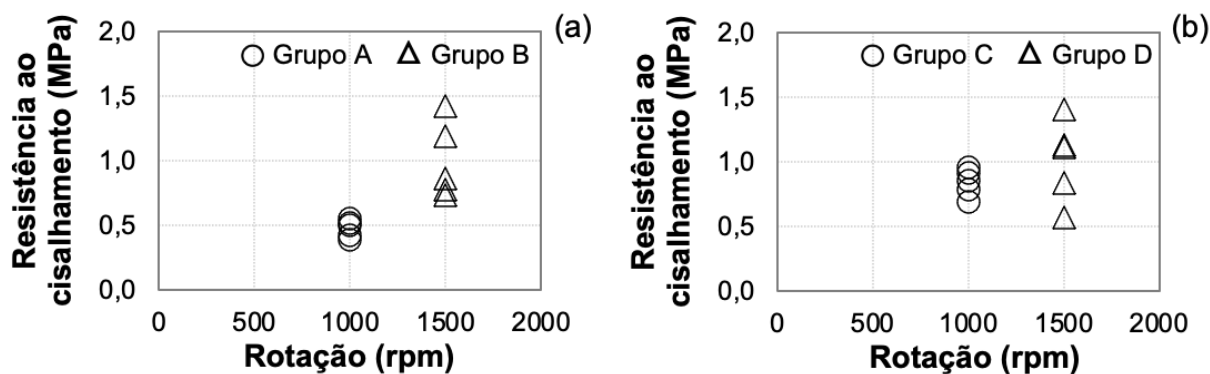 Resistência ao
cisalhamento (MPa)
2,0
1,5
1,0
0,5
0,0
Grupo A
Grupo B
(a)
0
500
1000
1500
2000
Rotação (rpm)
Resistência ao
cisalhamento (MPa)
2,0
1,5
1,0
0,5
0,0
Grupo C
Grupo D
(b)
0
500
1000
1500
2000
Rotação (rpm)